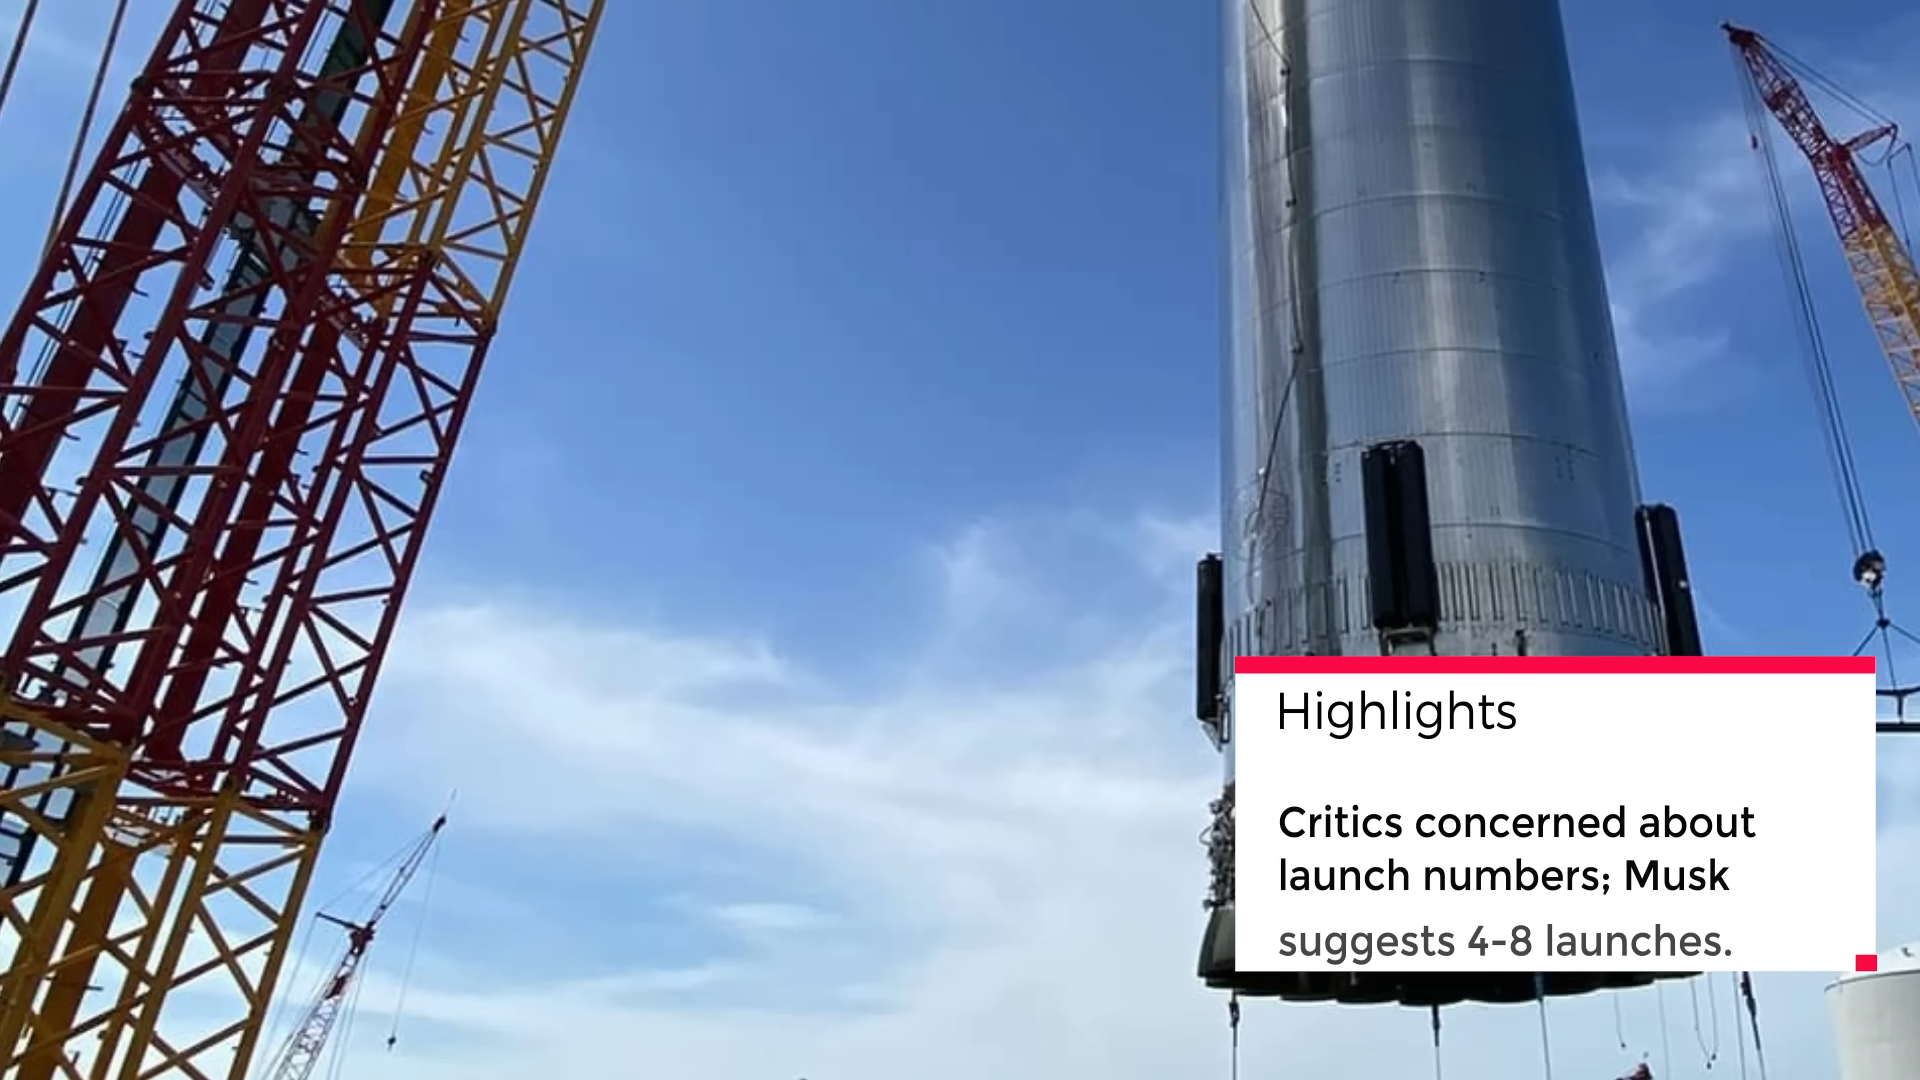 Highlights
Critics concerned about
launch numbers; Musk
suggests 4-8 launches.